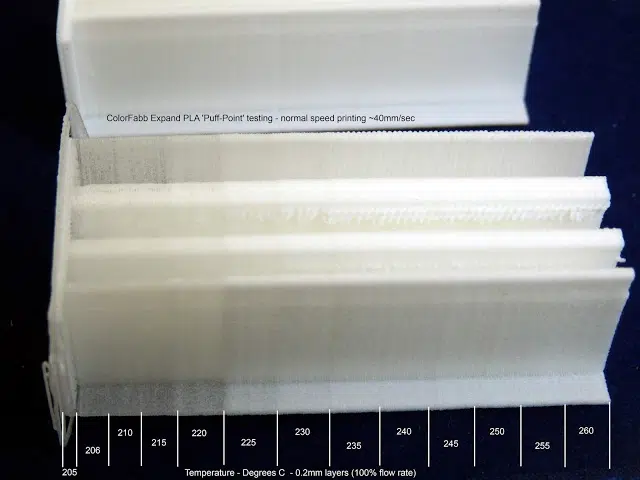 ColorFabb Expand PLA 'Puff-Point' testing - normal speed printing ~40mm/sec
205 206 210 215 220 225 230 235 240 245 250 255 260
Temperature - Degrees C - 0.2mm layers (100% flow rate)